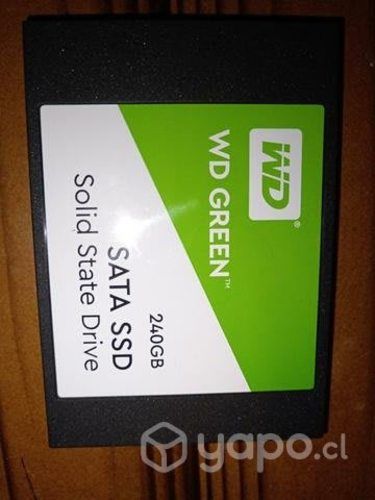 WD®
WD GREEN™
240GB
SATA SSD
Solid State Drive
yapo.cl